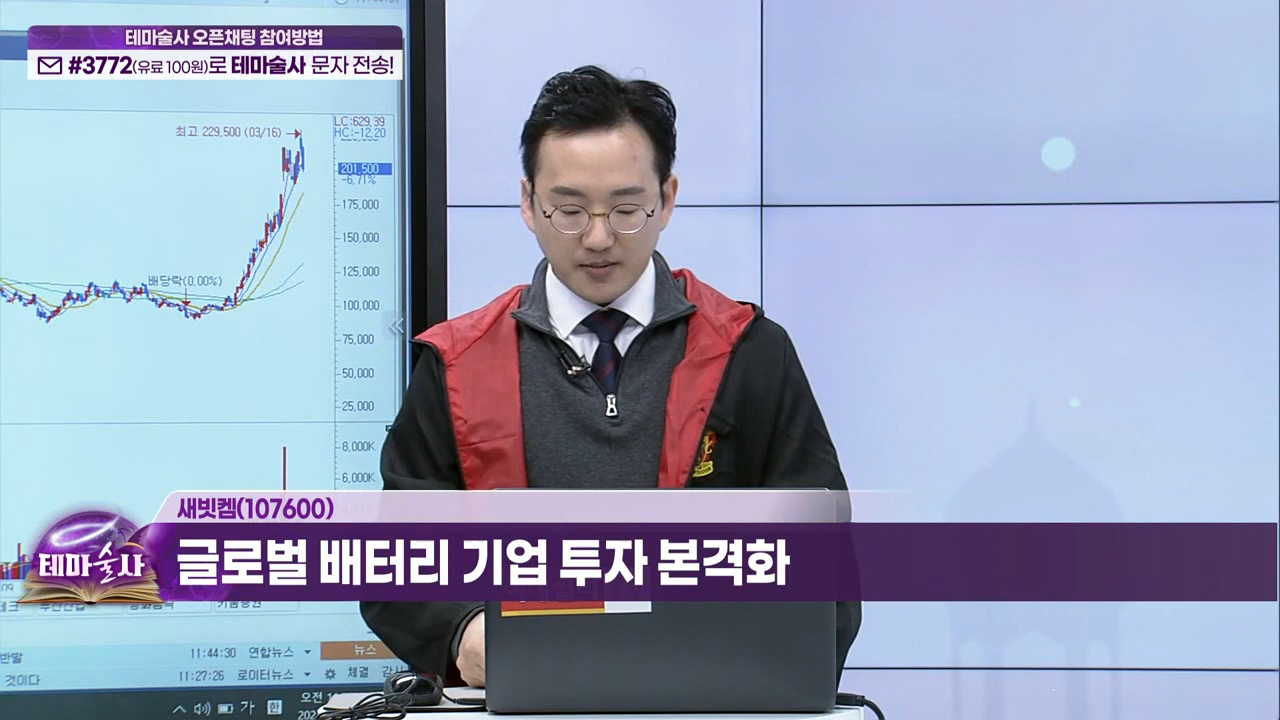 테마술사 오픈채팅 참여방법
#3772(유료 100원)로 테마술사 문자 전송!
최고 229,500 (03/16)
LC:629,39
HC:-12,20
201,500
-6,71%
175,000
150,000
125,000
배당락(0,00%)
100,000
75,000
50,000
25,000
8,000K
6,000K
새빗켐(107600)
테마술사
글로벌 배터리 기업 투자 본격화
반발
11:44:30 연합뉴스
뉴스
것이다
11:27:26 로이터뉴스
체결
가
오전